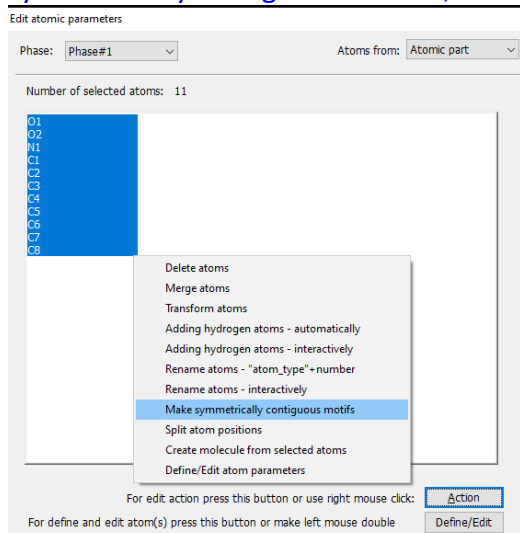 Edit atomic parameters
Phase: Phase#1 Atoms from: Atomic part
Number of selected atoms: 11
O1
O2
N1
C1
C2
C3
C4
C5
C6
C7
C8
Delete atoms
Merge atoms
Transform atoms
Adding hydrogen atoms - automatically
Adding hydrogen atoms - interactively
Rename atoms - "atom_type"+number
Rename atoms - interactively
Make symmetrically contiguous motifs
Split atom positions
Create molecule from selected atoms
Define/Edit atom parameters
For edit action press this button or use right mouse click: Action
For define and edit atom(s) press this button or make left mouse double Define/Edit